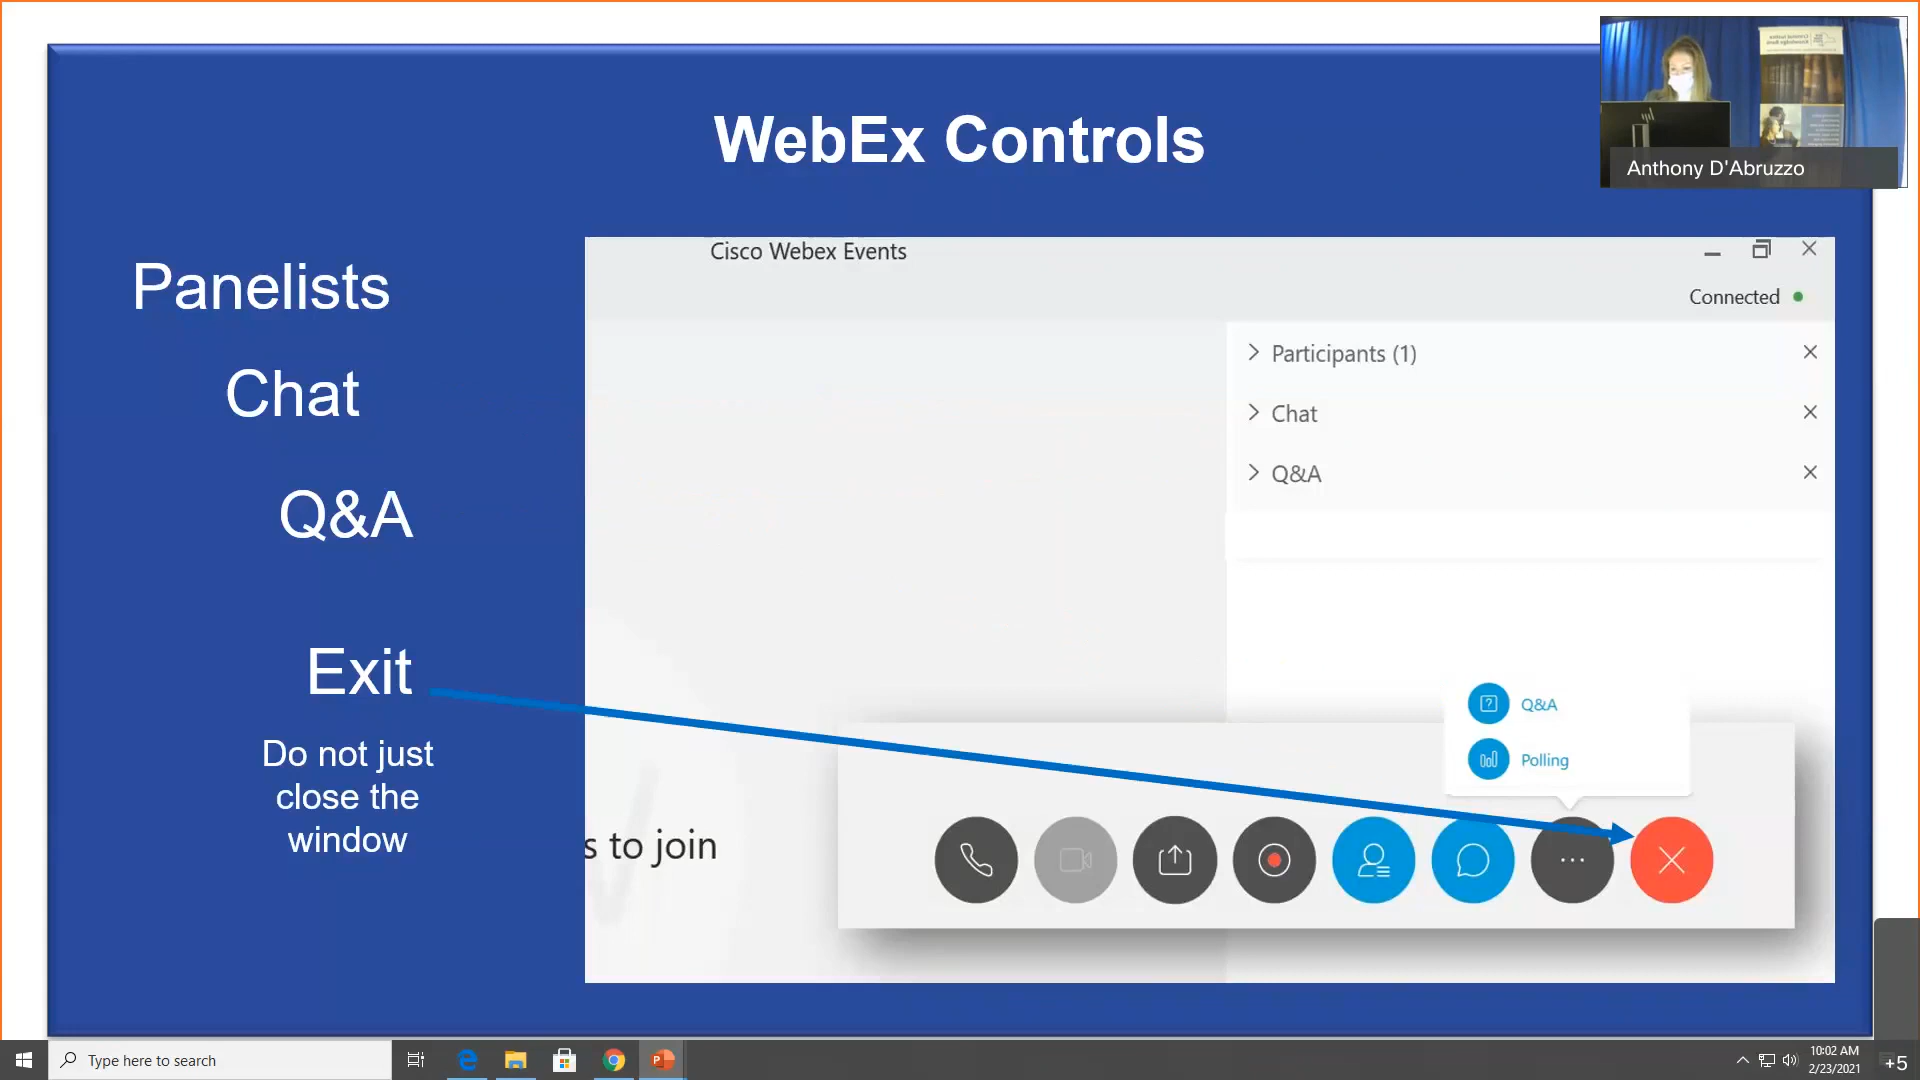 WebEx Controls
Anthony D'Abruzzo
Panelists
Chat
Q&A
Exit
Do not just
close the
window
Cisco Webex Events
Connected
Participants (1)
Chat
Q&A
Q&A
Polling
s to join
Type here to search
10:02 AM
2/23/2021
+5